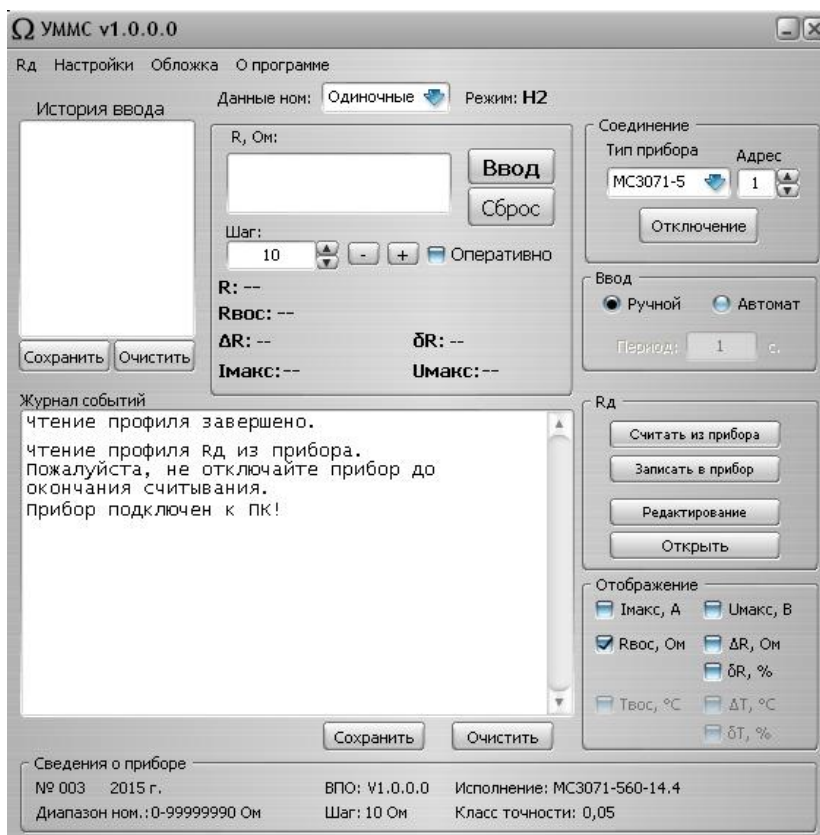 Ω УММС v1.0.0.0
Rд Настройки Обложка О программе
История ввода
Данные ном: Одиночные Режим: H2
R, Ом:
Ввод
Сброс
Шаг:
10 - + Оперативно
R: --
Rвос: --
ΔR: -- δR: --
Iмакс:-- Uмакс:--
Сохранить Очистить
Соединение
Тип прибора Адрес
МС3071-5 1
Отключение
Ввод
Ручной Автомат
Период: 1 с.
Журнал событий
Чтение профиля завершено.
Чтение профиля Rд из прибора.
Пожалуйста, не отключайте прибор до
окончания считывания.
Прибор подключен к ПК!
Сохранить Очистить
Rд
Считать из прибора
Записать в прибор
Редактирование
Открыть
Отображение
Iмакс, А Uмакс, В
Rвос, Ом ΔR, Ом
δR, %
Tвос, °C ΔT, °C
δT, %
Сведения о приборе
№ 003 2015 г. ВПО: V1.0.0.0 Исполнение: МС3071-560-14.4
Диапазон ном.:0-99999990 Ом Шаг: 10 Ом Класс точности: 0,05